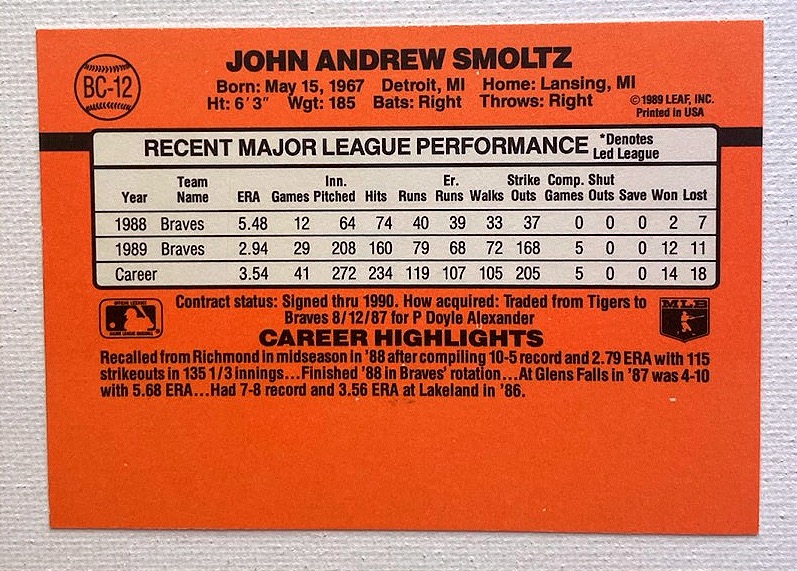 BC-12
JOHN ANDREW SMOLTZ
Born: May 15, 1967 Detroit, MI Home: Lansing, MI
Ht: 6'3" Wgt: 185 Bats: Right Throws: Right
© 1989 LEAF, INC.
Printed in USA
RECENT MAJOR LEAGUE PERFORMANCE *Denotes Led League
Year Team Name ERA Games Inn. Pitched Hits Runs Er. Runs Walks Strike Outs Comp. Games Shut Outs Save Won Lost
1988 Braves 5.48 12 64 74 40 39 33 37 0 0 0 2 7
1989 Braves 2.94 29 208 160 79 68 72 168 5 0 0 12 11
Career 3.54 41 272 234 119 107 105 205 5 0 0 14 18
Contract status: Signed thru 1990. How acquired: Traded from Tigers to
Braves 8/12/87 for P Doyle Alexander
MLB
CAREER HIGHLIGHTS
Recalled from Richmond in midseason in '88 after compiling 10-5 record and 2.79 ERA with 115
strikeouts in 135 1/3 innings...Finished '88 in Braves' rotation...At Glens Falls in '87 was 4-10
with 5.68 ERA...Had 7-8 record and 3.56 ERA at Lakeland in '86.